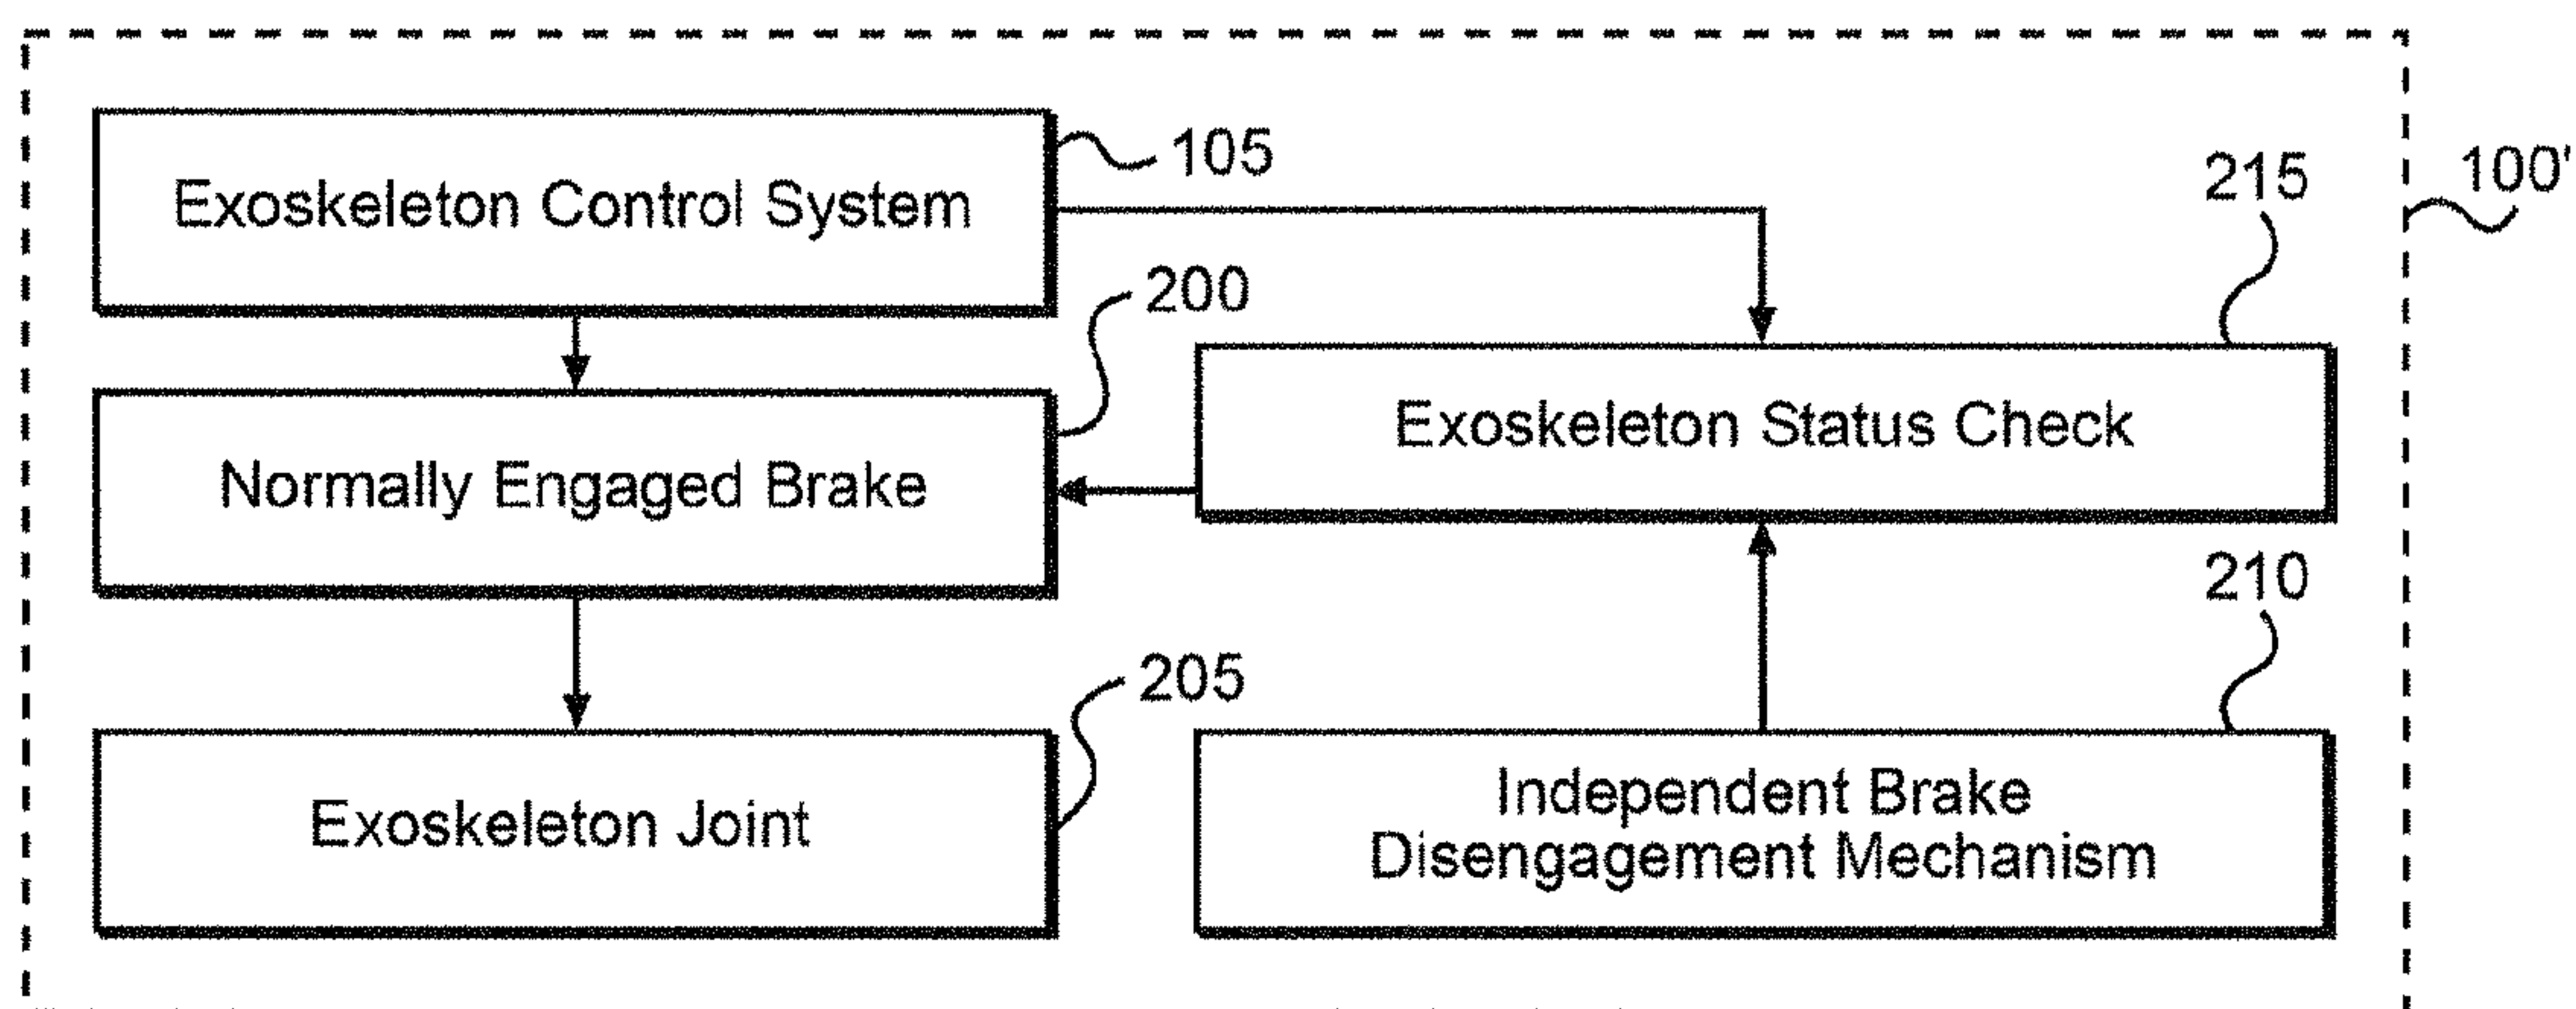 Exoskeleton Control System
105
215
100'
200
Exoskeleton Status Check
Normally Engaged Brake
210
205
Exoskeleton Joint
Independent Brake
Disengagement Mechanism